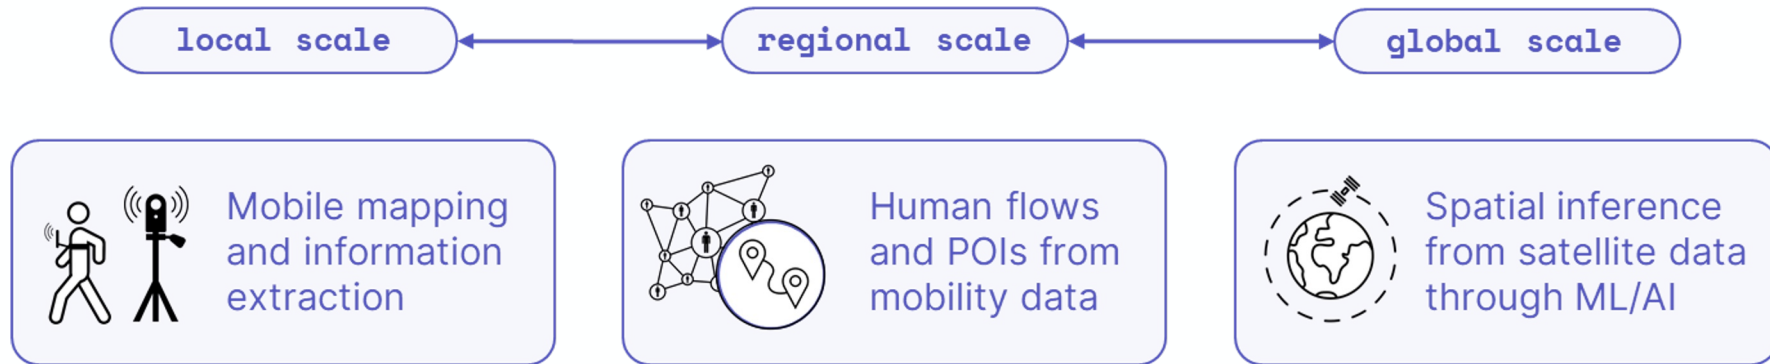 local scale
regional scale
global scale
Mobile mapping
and information
extraction
Human flows
and POIs from
mobility data
Spatial inference
from satellite data
through ML/AI